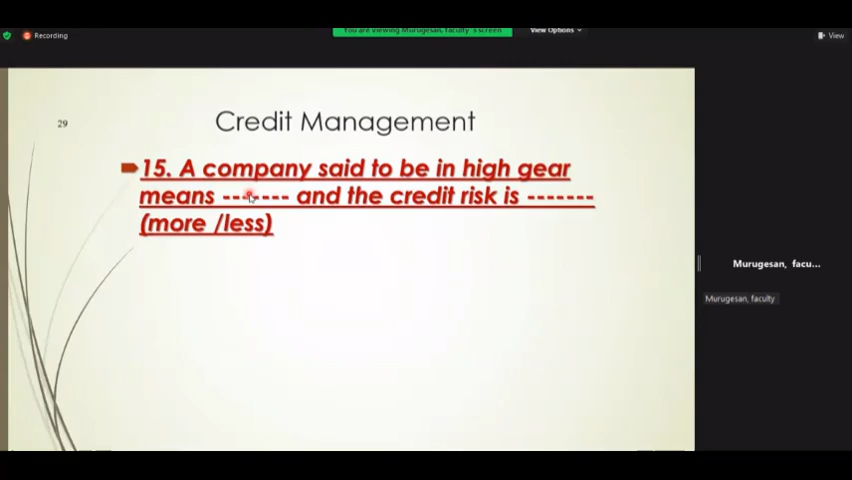 Recording
You are viewing Murugesan, faculty 's screen
View Options
View
29
Credit Management
15. A company said to be in high gear
means ------- and the credit risk is -------
(more /less)
Murugesan, facu...
Murugesan, faculty